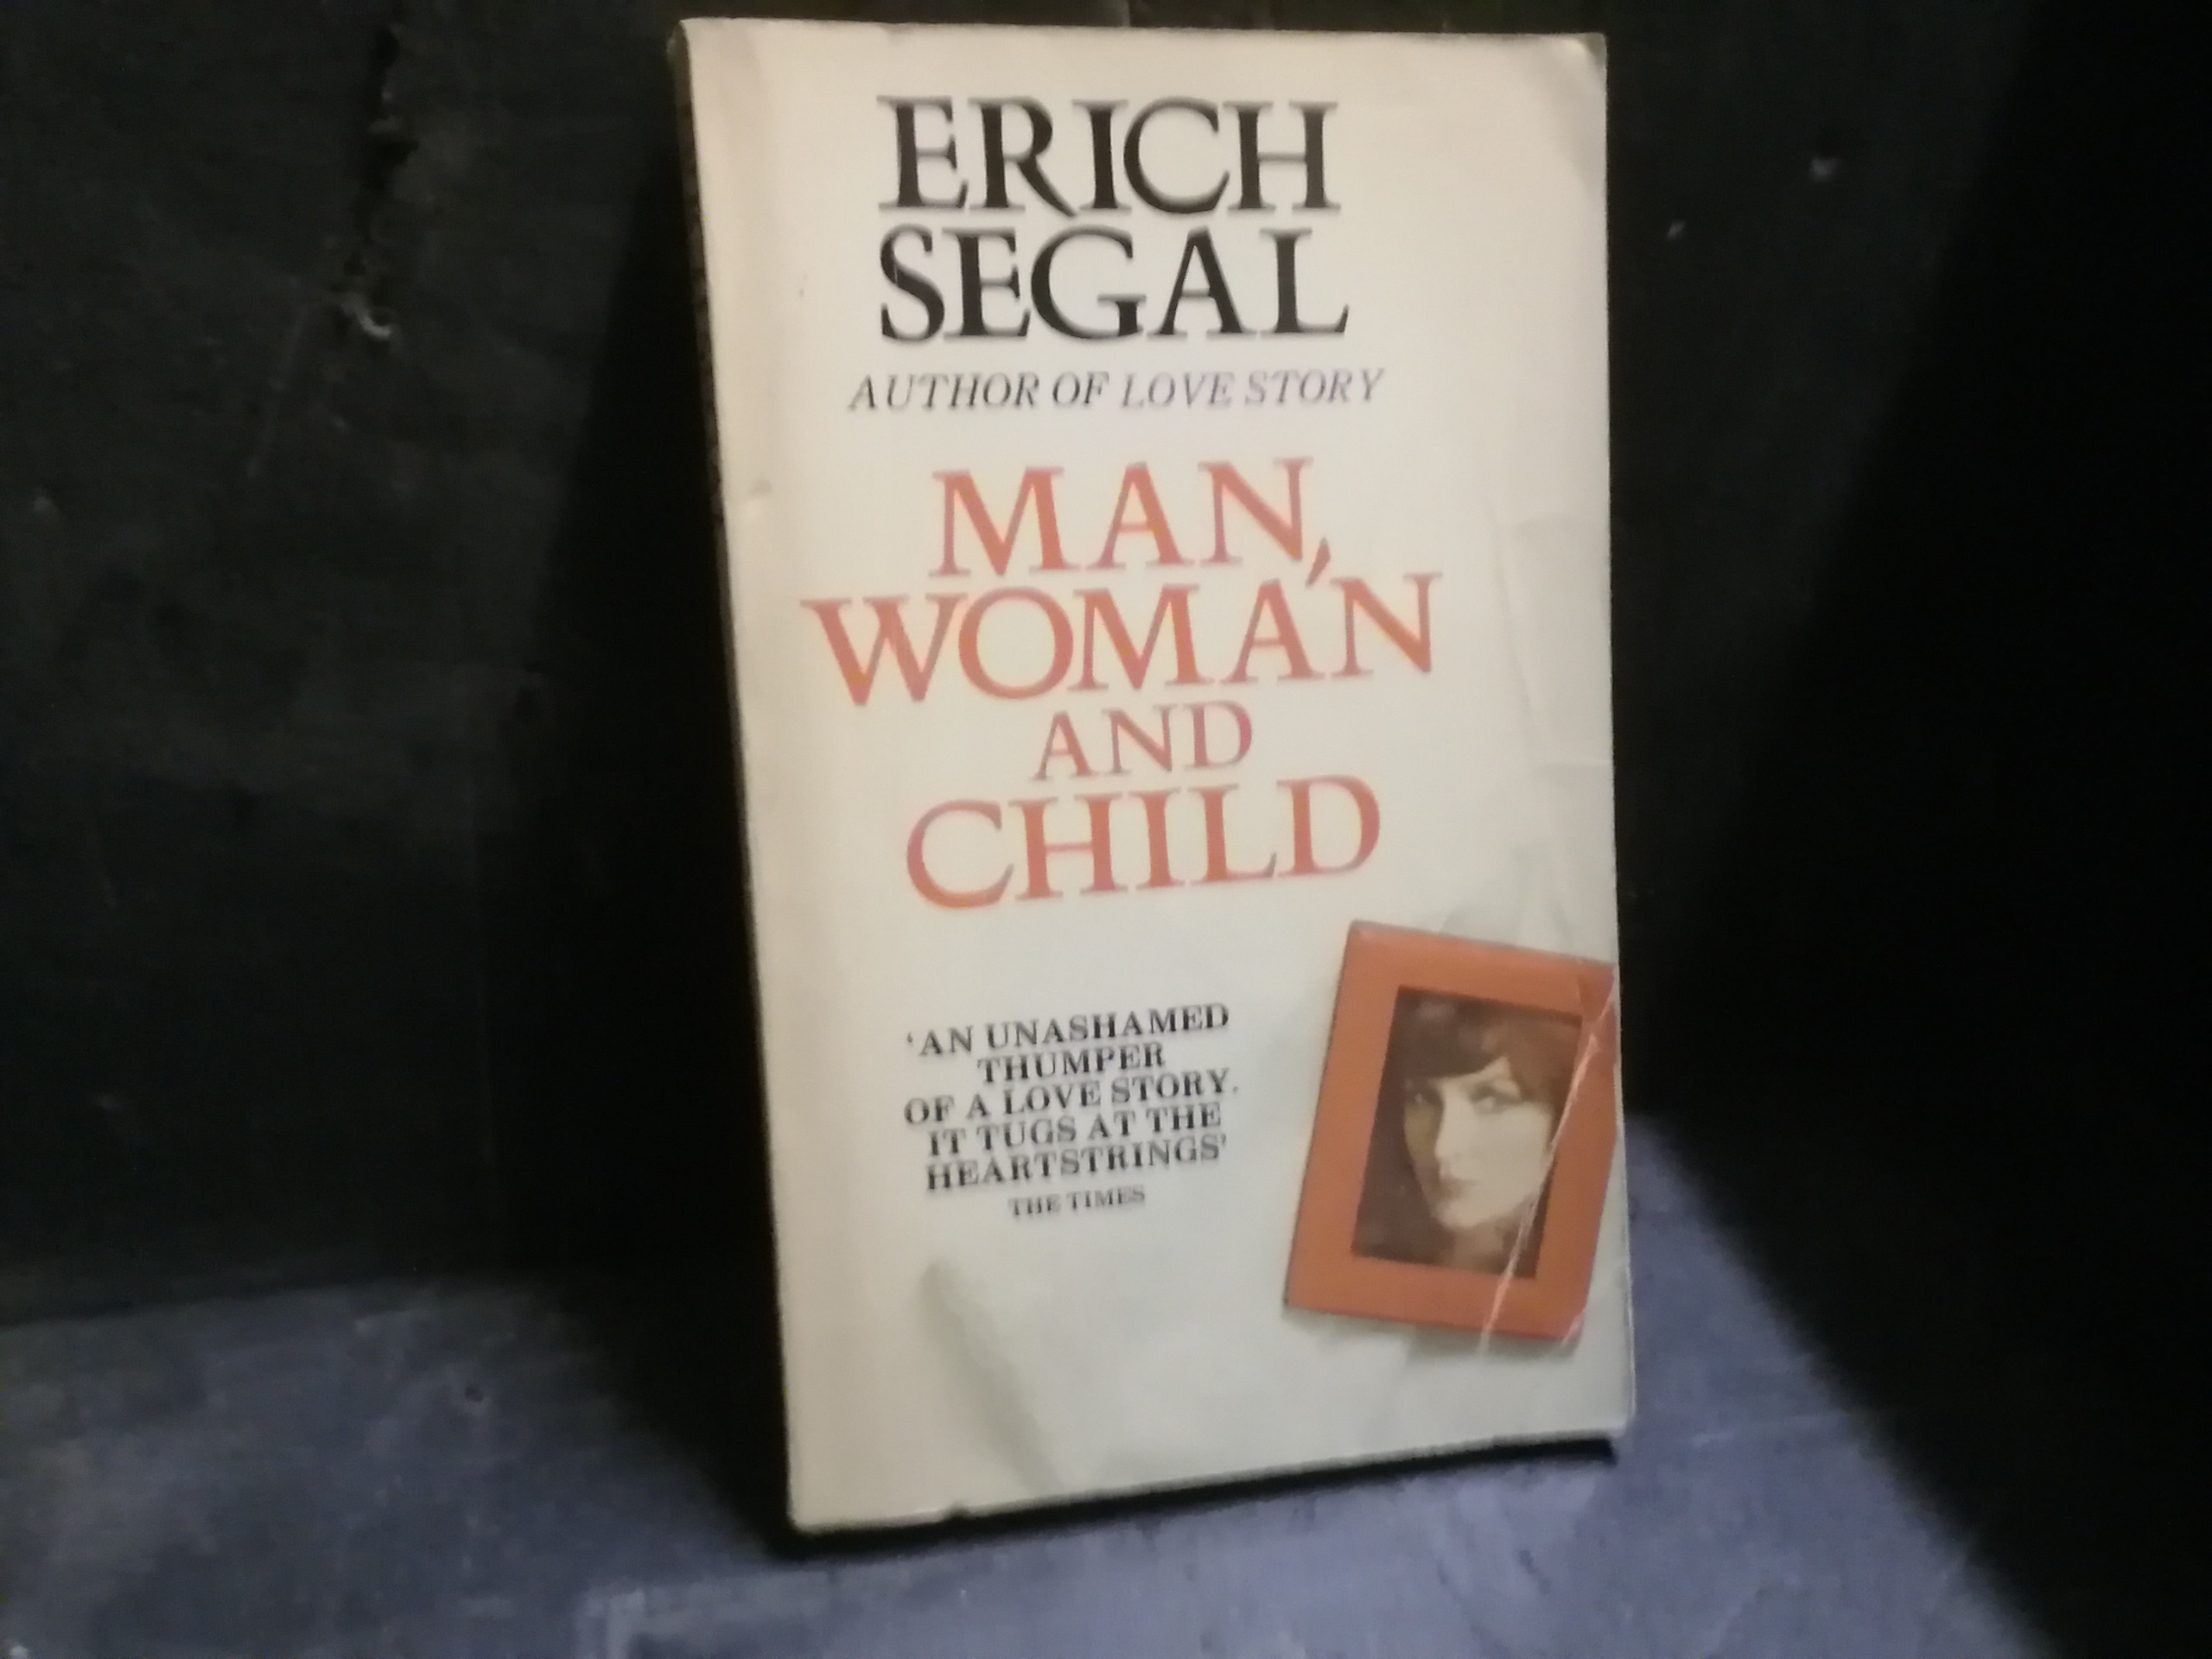 ERICH
SEGAL
AUTHOR OF LOVE STORY
MAN,
WOMAN
AND
CHILD
‘AN UNASHAMED
THUMPER
OF A LOVE STORY.
IT TUGS AT THE
HEARTSTRINGS’
THE TIMES